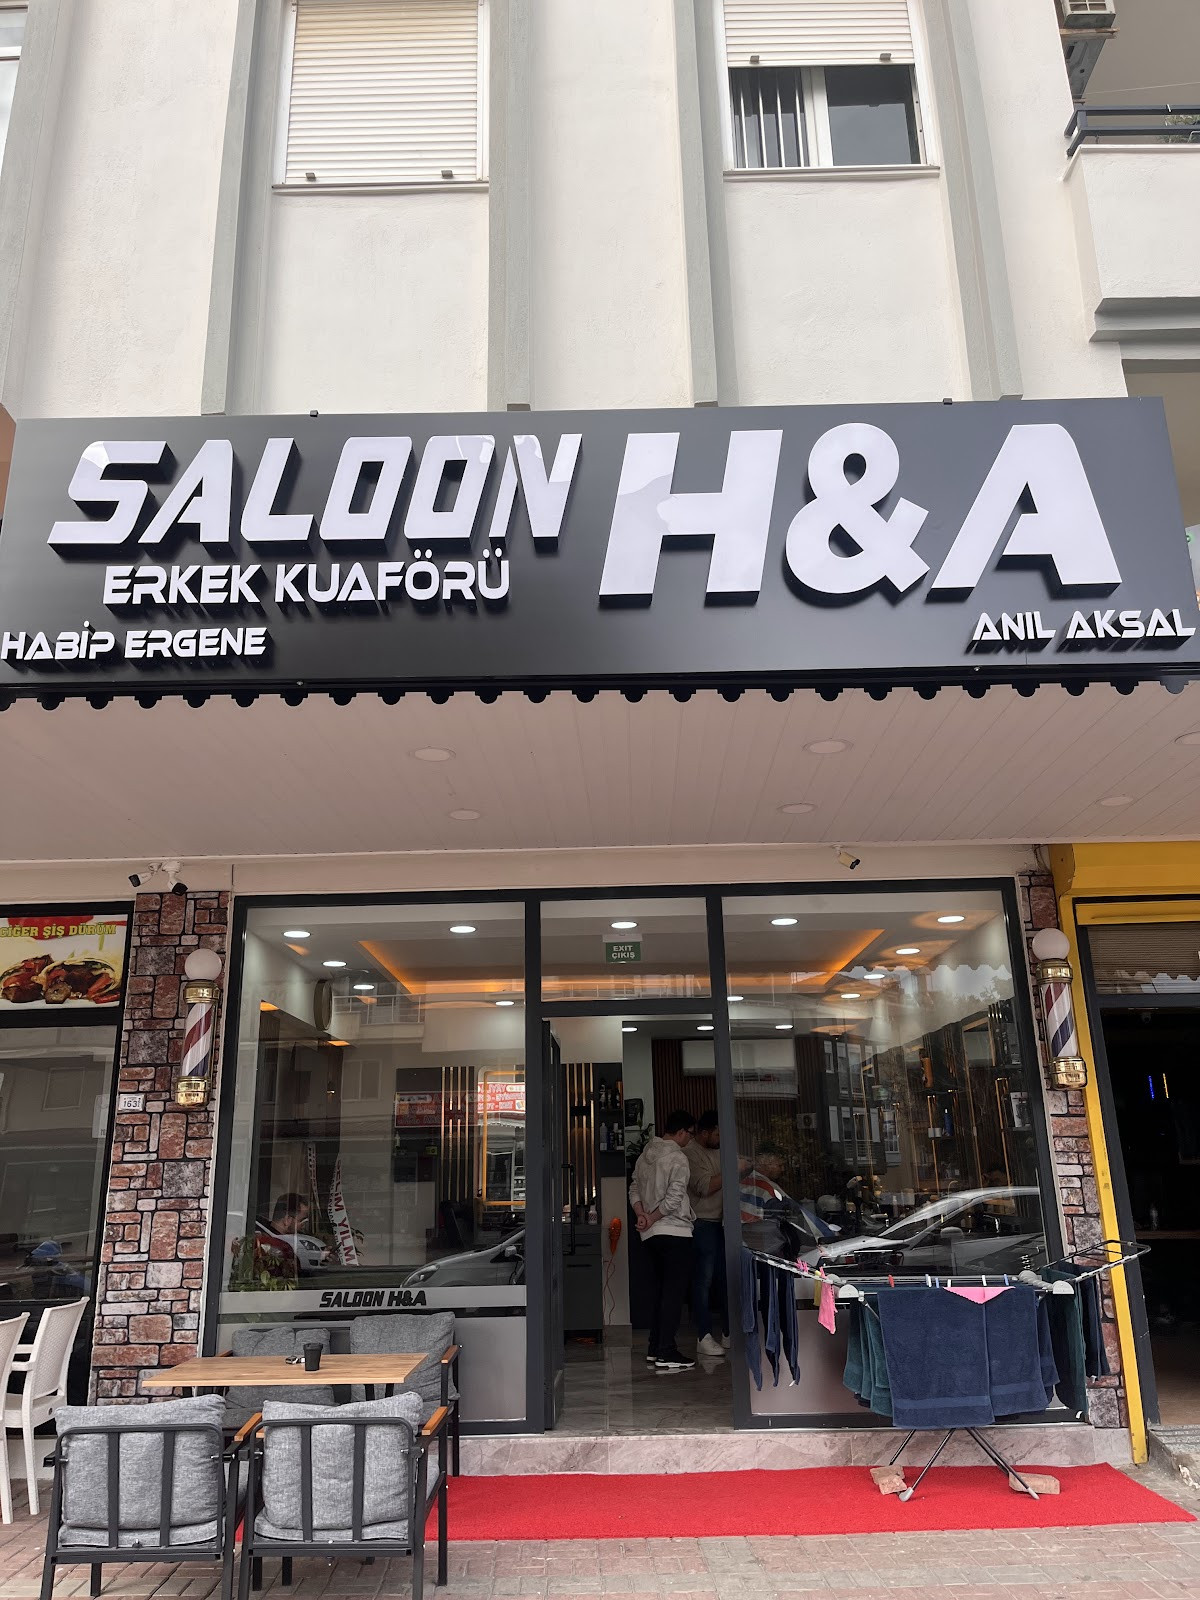 SALOON H&A
ERKEK KUAFÖRÜ
HABİP ERGENE
ANIL AKSAL
CİĞER ŞİŞ DÜRÜM
EXIT
ÇIKIŞ
163
SALOON H&A